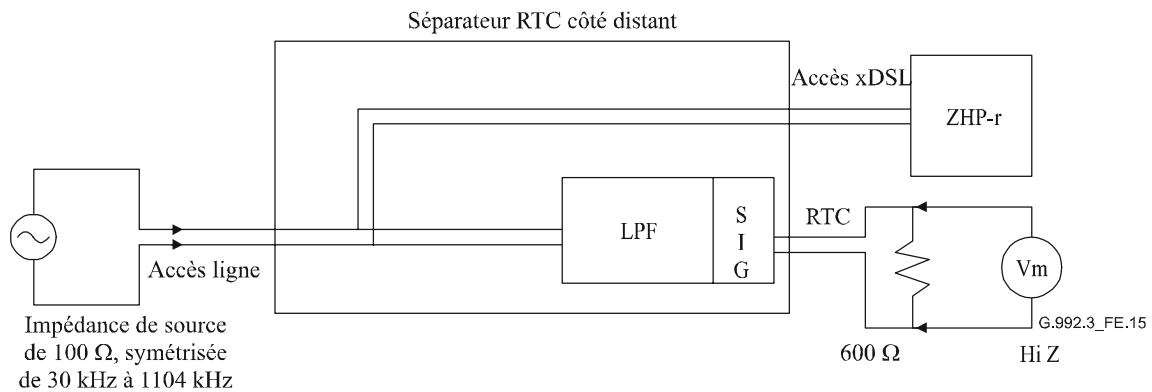 Séparateur RTC côté distant
Accès xDSL
ZHP-r
LPF
S
I
G
RTC
Accès ligne
Vm
G.992.3_FE.15
Impédance de source
de 100 Ω, symétrisée
de 30 kHz à 1104 kHz
600 Ω
Hi Z